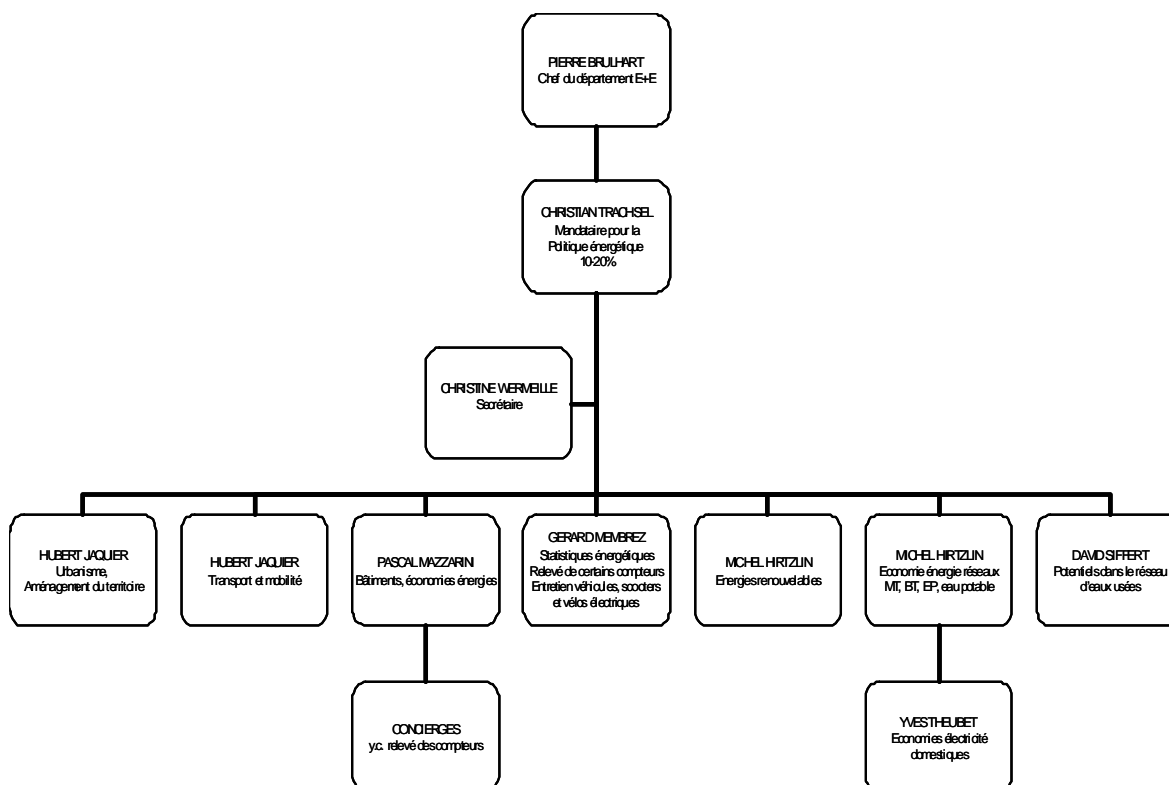 PIERRE BRULHART
Chef du département E+E
CHRISTIAN TRACHSEL
Mandataire pour la
Politique énergétique
10-20%
CHRISTINE WERMEILLE
Secrétaire
HUBERT JAQUIER
Urbanisme,
Aménagement du territoire
HUBERT JAQUIER
Transport et mobilité
PASCAL MAZZARIN
Bâtiments, économies énergies
GERARD MEMBREZ
Statistiques énergétiques
Relevé de certains compteurs
Entretien véhicules, scooters
et vélos électriques
MICHEL HIRTZLIN
Energies renouvelables
MICHEL HIRTZLIN
Economie énergie réseaux
MT, BT, EP, eau potable
DAVID SIFFERT
Potentiels dans le réseau
d'eaux usées
CONCIERGES
y.c. relevé des compteurs
YVES THEUBET
Economies électricité
domestiques